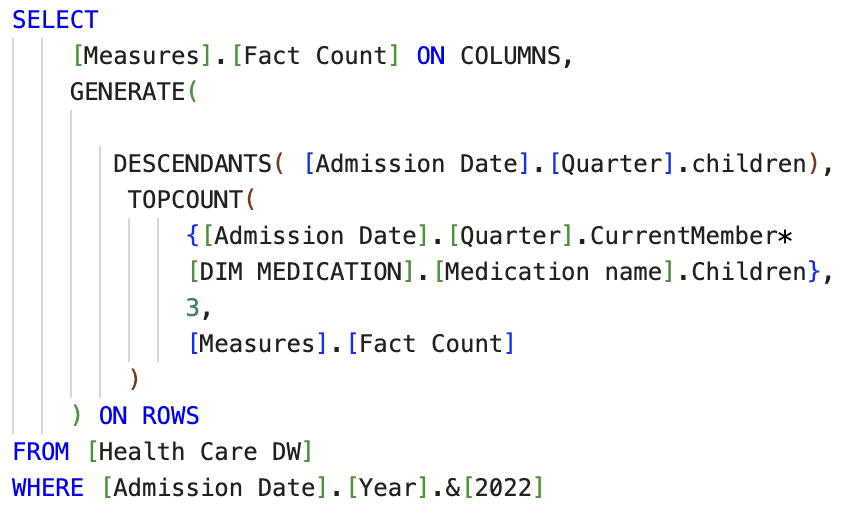 SELECT
[Measures].[Fact Count] ON COLUMNS,
GENERATE(
DESCENDANTS( [Admission Date].[Quarter].children),
TOPCOUNT(
{[Admission Date].[Quarter].CurrentMember*
[DIM MEDICATION].[Medication name].Children},
3,
[Measures].[Fact Count]
)
) ON ROWS
FROM [Health Care DW]
WHERE [Admission Date].[Year].&[2022]